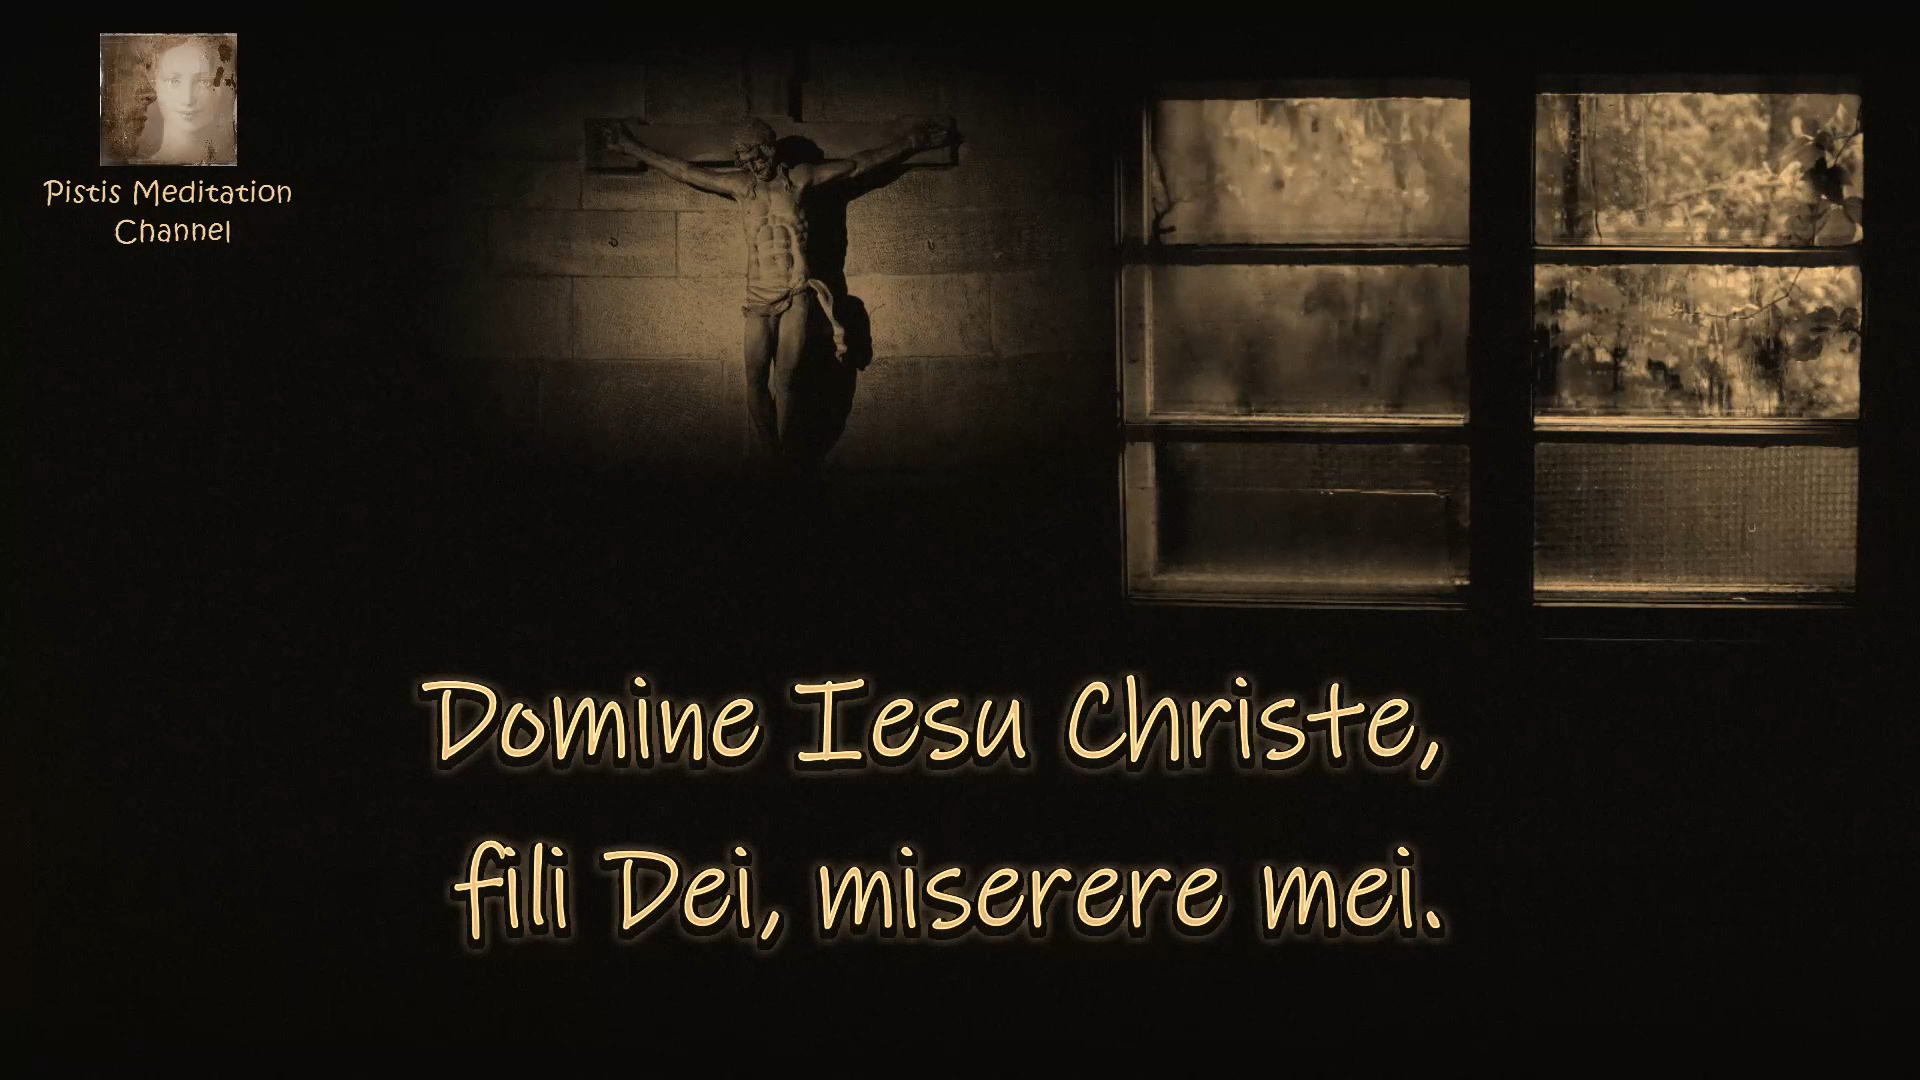 Pistis Meditation
Channel
Domine Iesu Christe,
fili Dei, miserere mei.